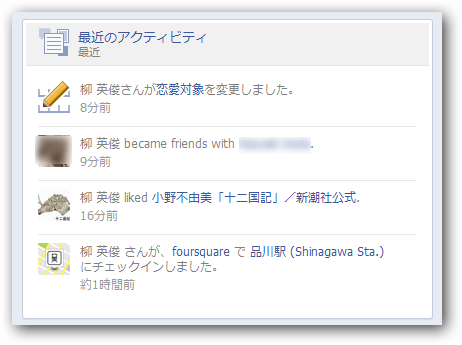 最近のアクティビティ
最近
柳 英俊さんが恋愛対象を変更しました。
8分前
柳 英俊 became friends with
9分前
柳 英俊 liked 小野不由美「十二国記」／新潮社公式.
16分前
十二国記
柳 英俊 さんが、foursquare で 品川駅 (Shinagawa Sta.)
にチェックインしました。
約1時間前